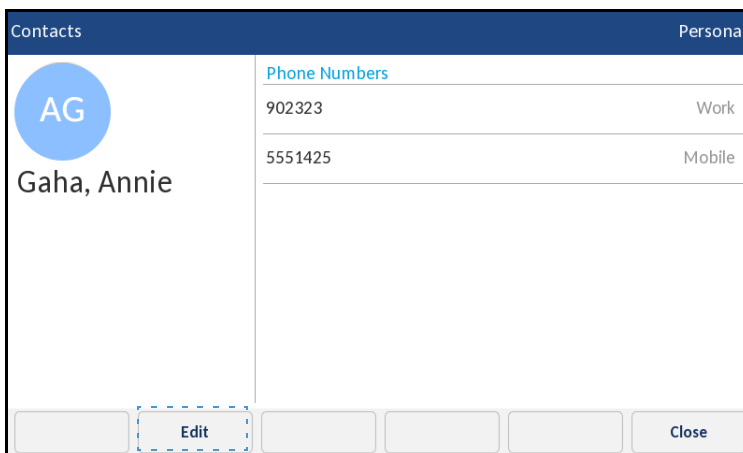 Contacts Persona
AG
Gaha, Annie
Phone Numbers
902323 Work
5551425 Mobile
Edit Close